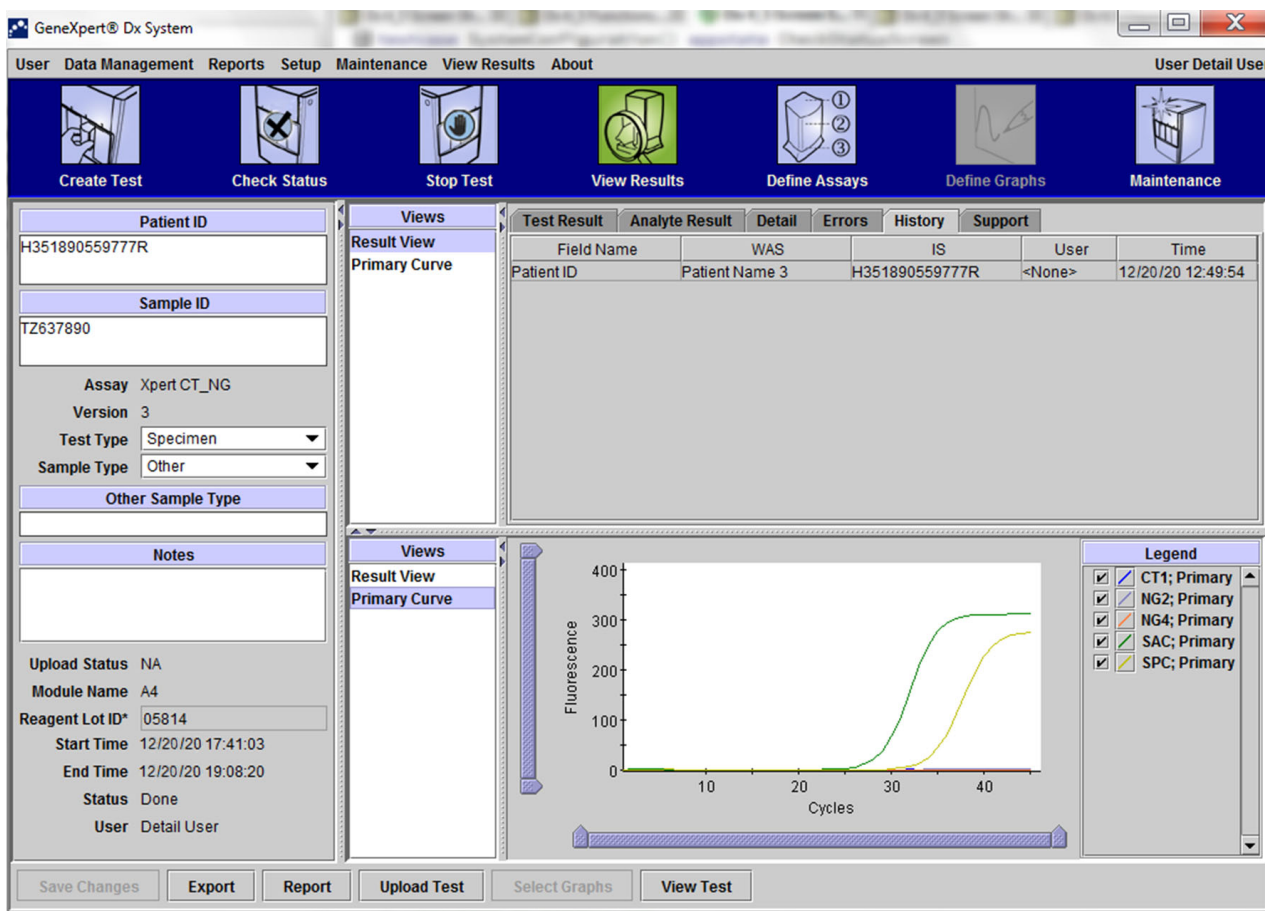 GeneXpert® Dx System
User Data Management Reports Setup Maintenance View Results About User Detail Use
1
2
3
Create Test Check Status Stop Test View Results Define Assays Define Graphs Maintenance
Patient ID
H351890559777R
Sample ID
TZ637890
Assay Xpert CT_NG
Version 3
Test Type Specimen
Sample Type Other
Other Sample Type
Notes
Upload Status NA
Module Name A4
Reagent Lot ID* 05814
Start Time 12/20/20 17:41:03
End Time 12/20/20 19:08:20
Status Done
User Detail User
Views
Result View
Primary Curve
Test Result Analyte Result Detail Errors History Support
Field Name WAS IS User Time
Patient ID Patient Name 3 H351890559777R <None> 12/20/20 12:49:54
Views
Result View
Primary Curve
400
300
200
100
0
Fluorescence
10 20 30 40
Cycles
Legend
CT1; Primary
NG2; Primary
NG4; Primary
SAC; Primary
SPC; Primary
Save Changes Export Report Upload Test Select Graphs View Test